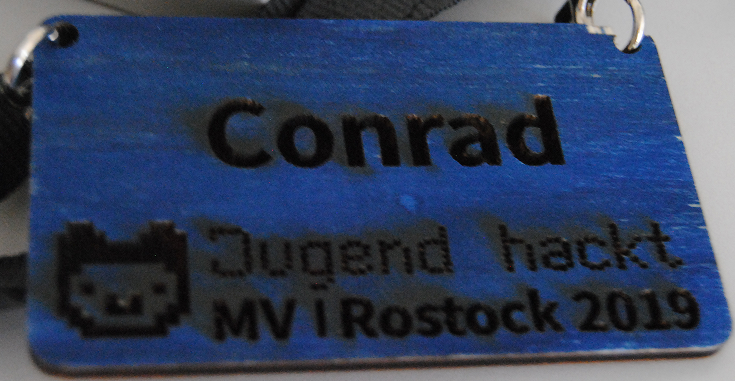 Conrad
Jugend hackt
MV | Rostock 2019